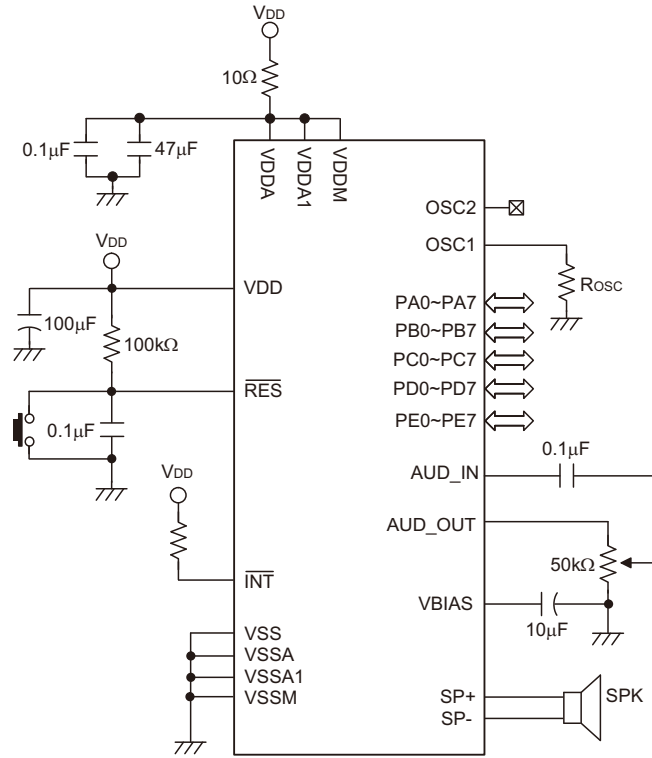 VDD
10Ω
0.1μF
47μF
VDDA
VDDA1
VDDM
OSC2
OSC1
ROSC
VDD
VDD
100μF
100kΩ
RES
0.1μF
PA0~PA7
PB0~PB7
PC0~PC7
PD0~PD7
PE0~PE7
0.1μF
AUD_IN
VDD
AUD_OUT
50kΩ
INT
VBIAS
10μF
VSS
VSSA
VSSA1
VSSM
SP+
SP-
SPK